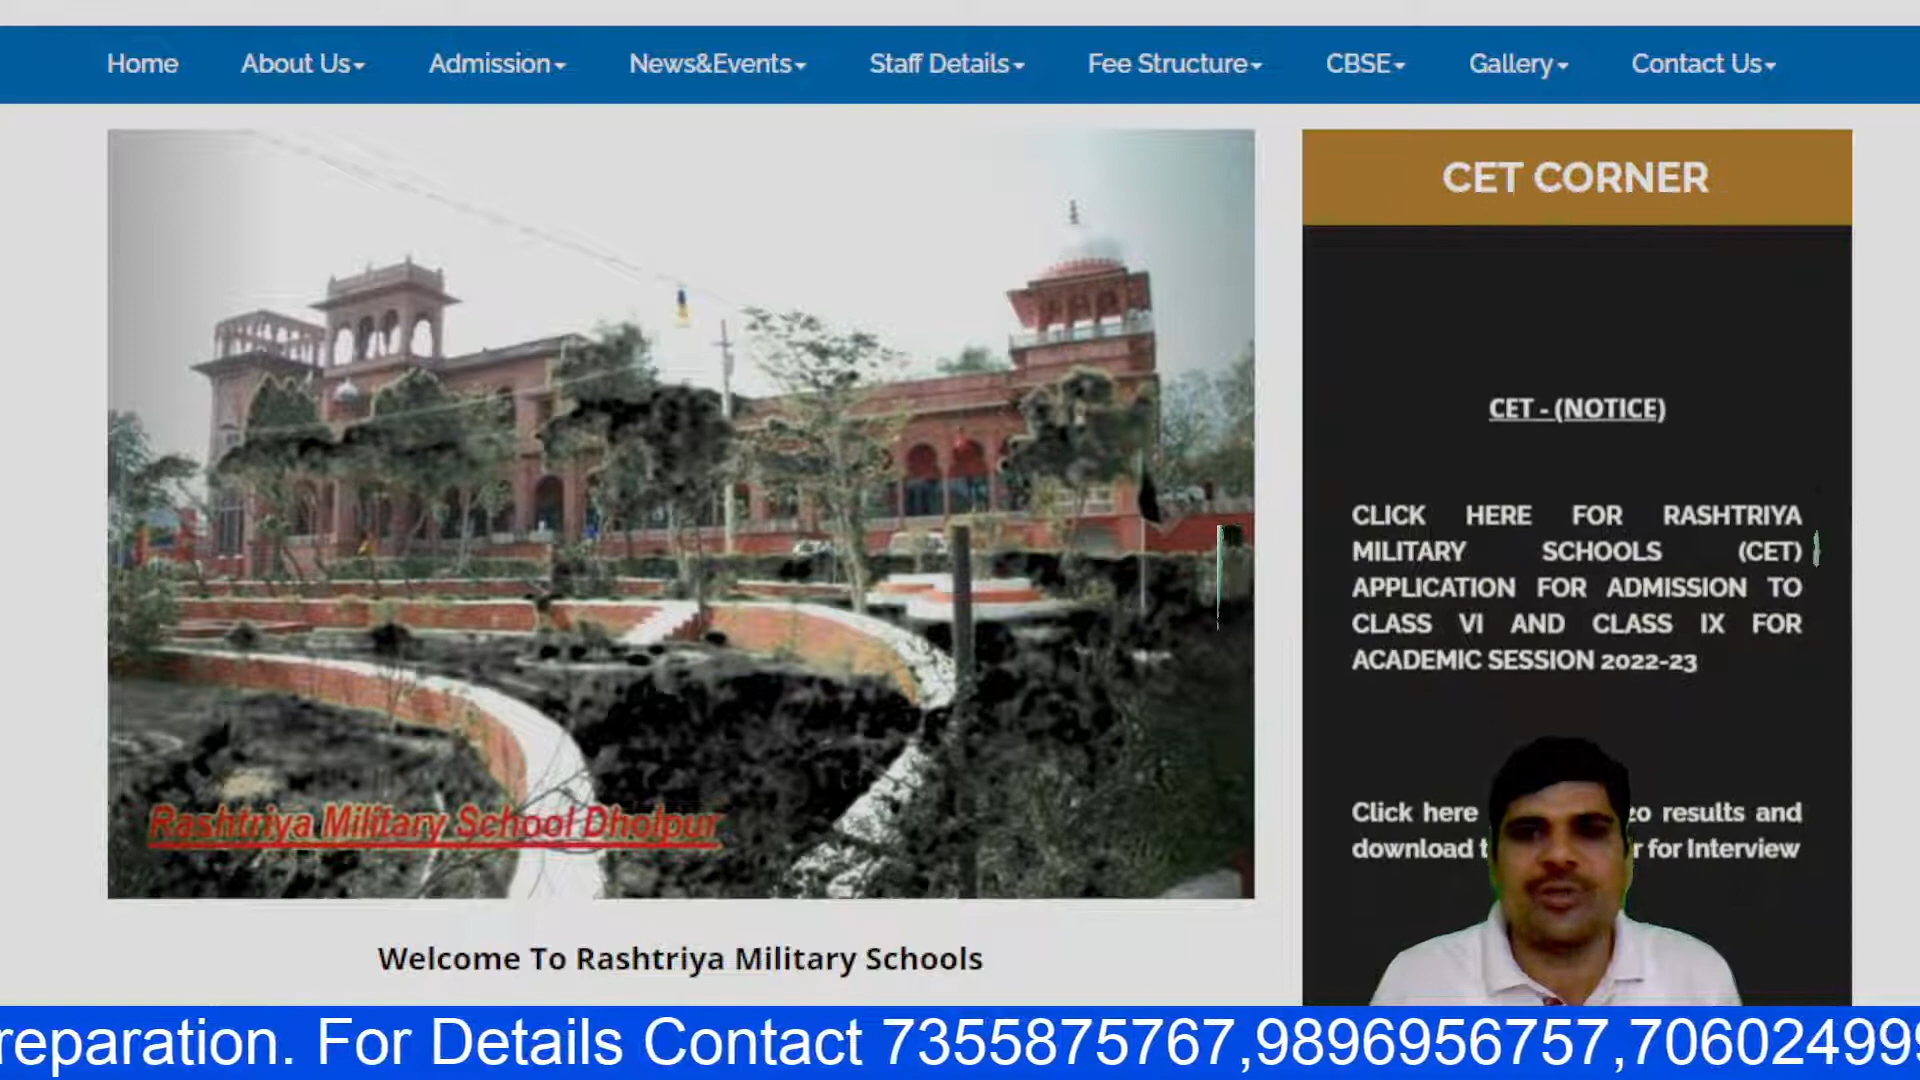 Home About Us Admission News&Events Staff Details Fee Structure CBSE Gallery Contact Us
CET CORNER
CET - (NOTICE)
CLICK HERE FOR RASHTRIYA
MILITARY SCHOOLS (CET)
APPLICATION FOR ADMISSION TO
CLASS VI AND CLASS IX FOR
ACADEMIC SESSION 2022-23
Click here results and
download for Interview
Rashtriya Military School Dholpur
Welcome To Rashtriya Military Schools
reparation. For Details Contact 7355875767,9896956757,706024999